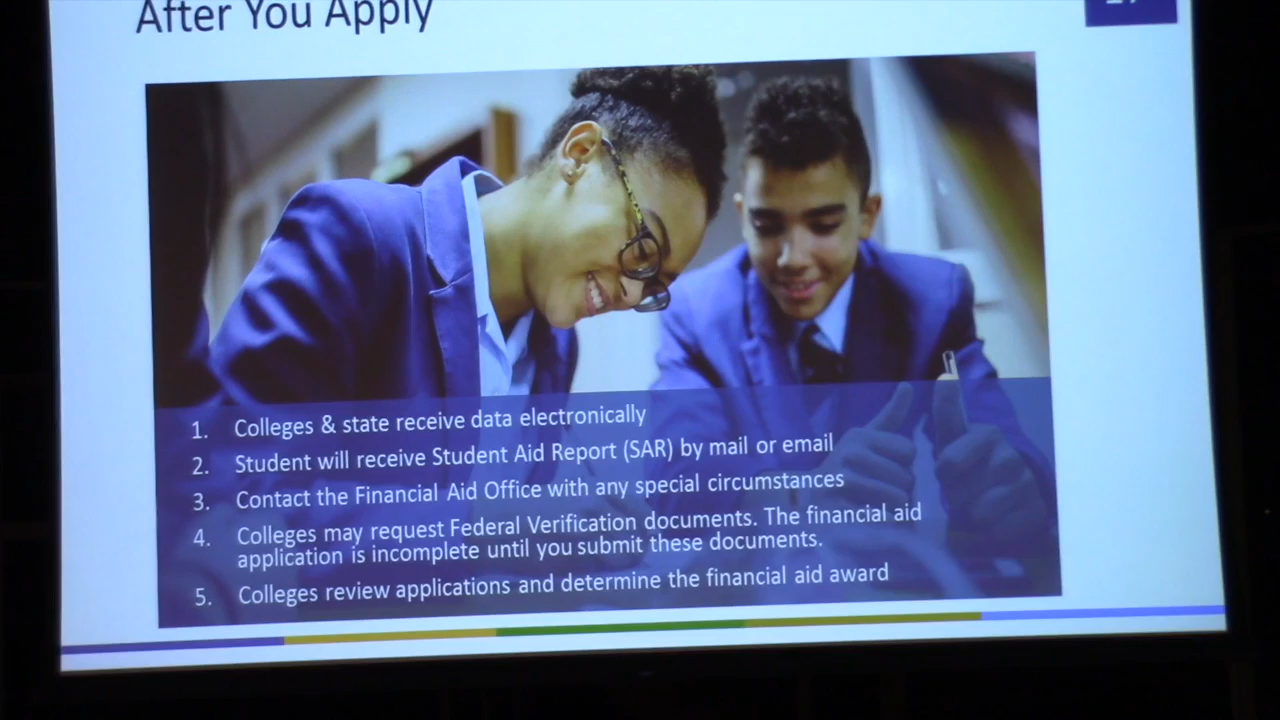 After You Apply
1. Colleges & state receive data electronically
2. Student will receive Student Aid Report (SAR) by mail or email
3. Contact the Financial Aid Office with any special circumstances
4. Colleges may request Federal Verification documents. The financial aid
application is incomplete until you submit these documents.
5. Colleges review applications and determine the financial aid award